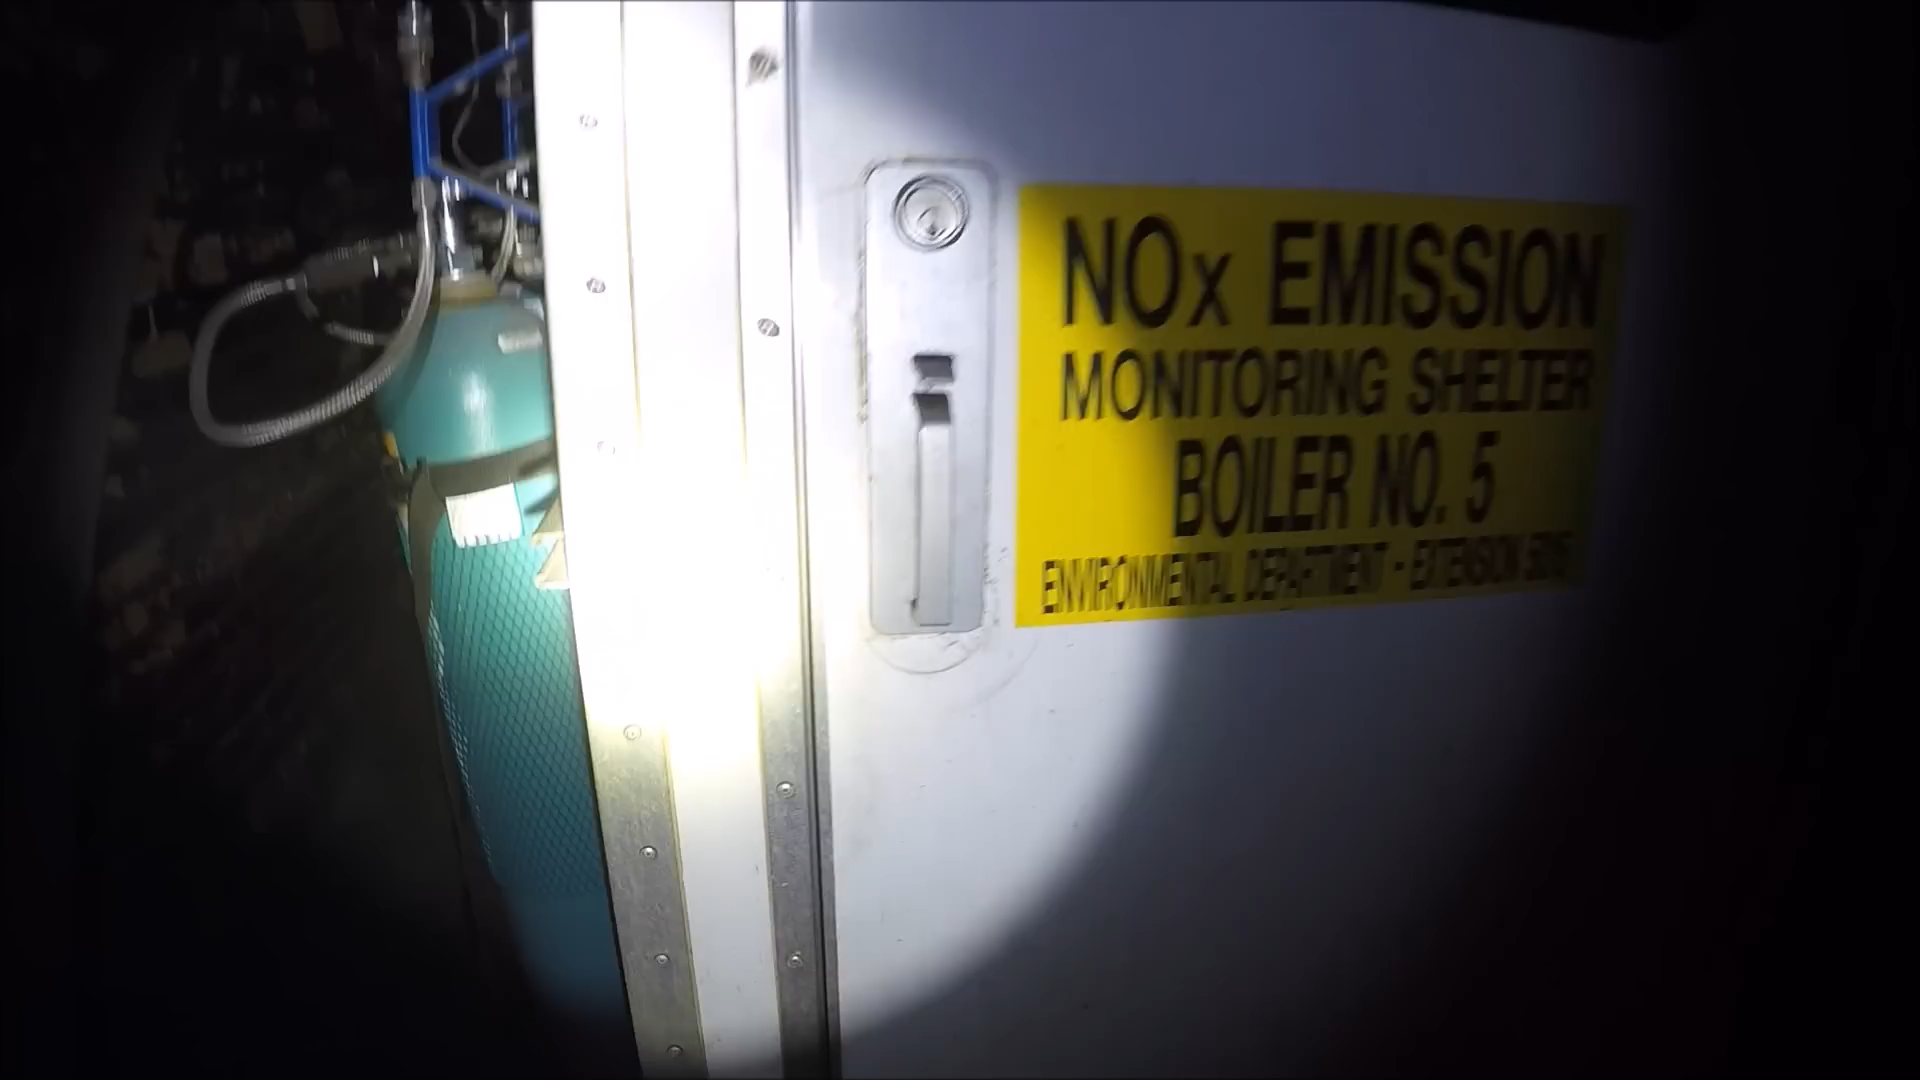 NOx EMISSION
MONITORING SHELTER
BOILER NO. 5
ENVIRONMENTAL DEPARTMENT - EXTENSION